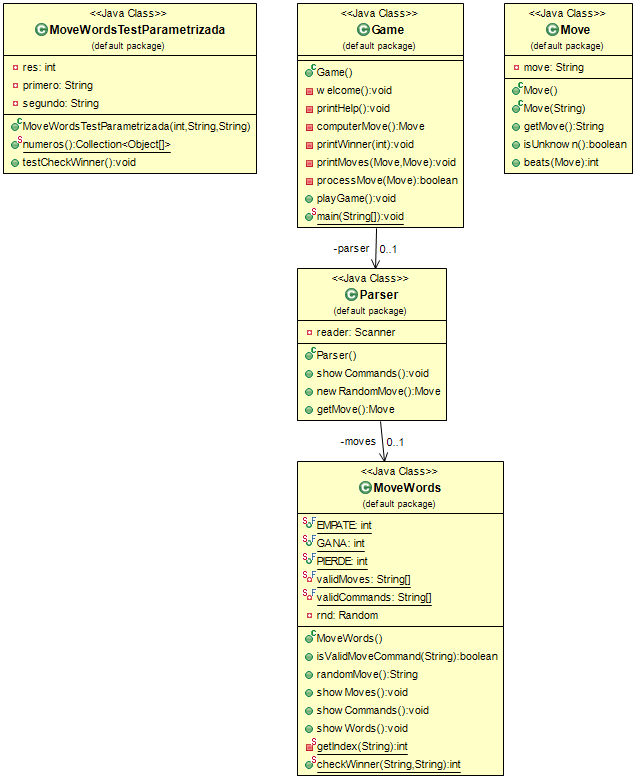 <<Java Class>>
MoveWordsTestParametrizada
(default package)
res: int
primero: String
segundo: String
MoveWordsTestParametrizada(int,String,String)
numeros():Collection<Object[]>
testCheckWinner():void
<<Java Class>>
Game
(default package)
Game()
welcome():void
printHelp():void
computerMove():Move
printWinner(int):void
printMoves(Move,Move):void
processMove(Move):boolean
playGame():void
main(String[]):void
<<Java Class>>
Move
(default package)
move: String
Move()
Move(String)
getMove():String
isUnknown():boolean
beats(Move):int
-parser 0..1
<<Java Class>>
Parser
(default package)
reader: Scanner
Parser()
showCommands():void
newRandomMove():Move
getMove():Move
-moves 0..1
<<Java Class>>
MoveWords
(default package)
EMPATE: int
GANA: int
PIERDE: int
validMoves: String[]
validCommands: String[]
rnd: Random
MoveWords()
isValidMoveCommand(String):boolean
randomMove():String
showMoves():void
showCommands():void
showWords():void
getIndex(String):int
checkWinner(String,String):int